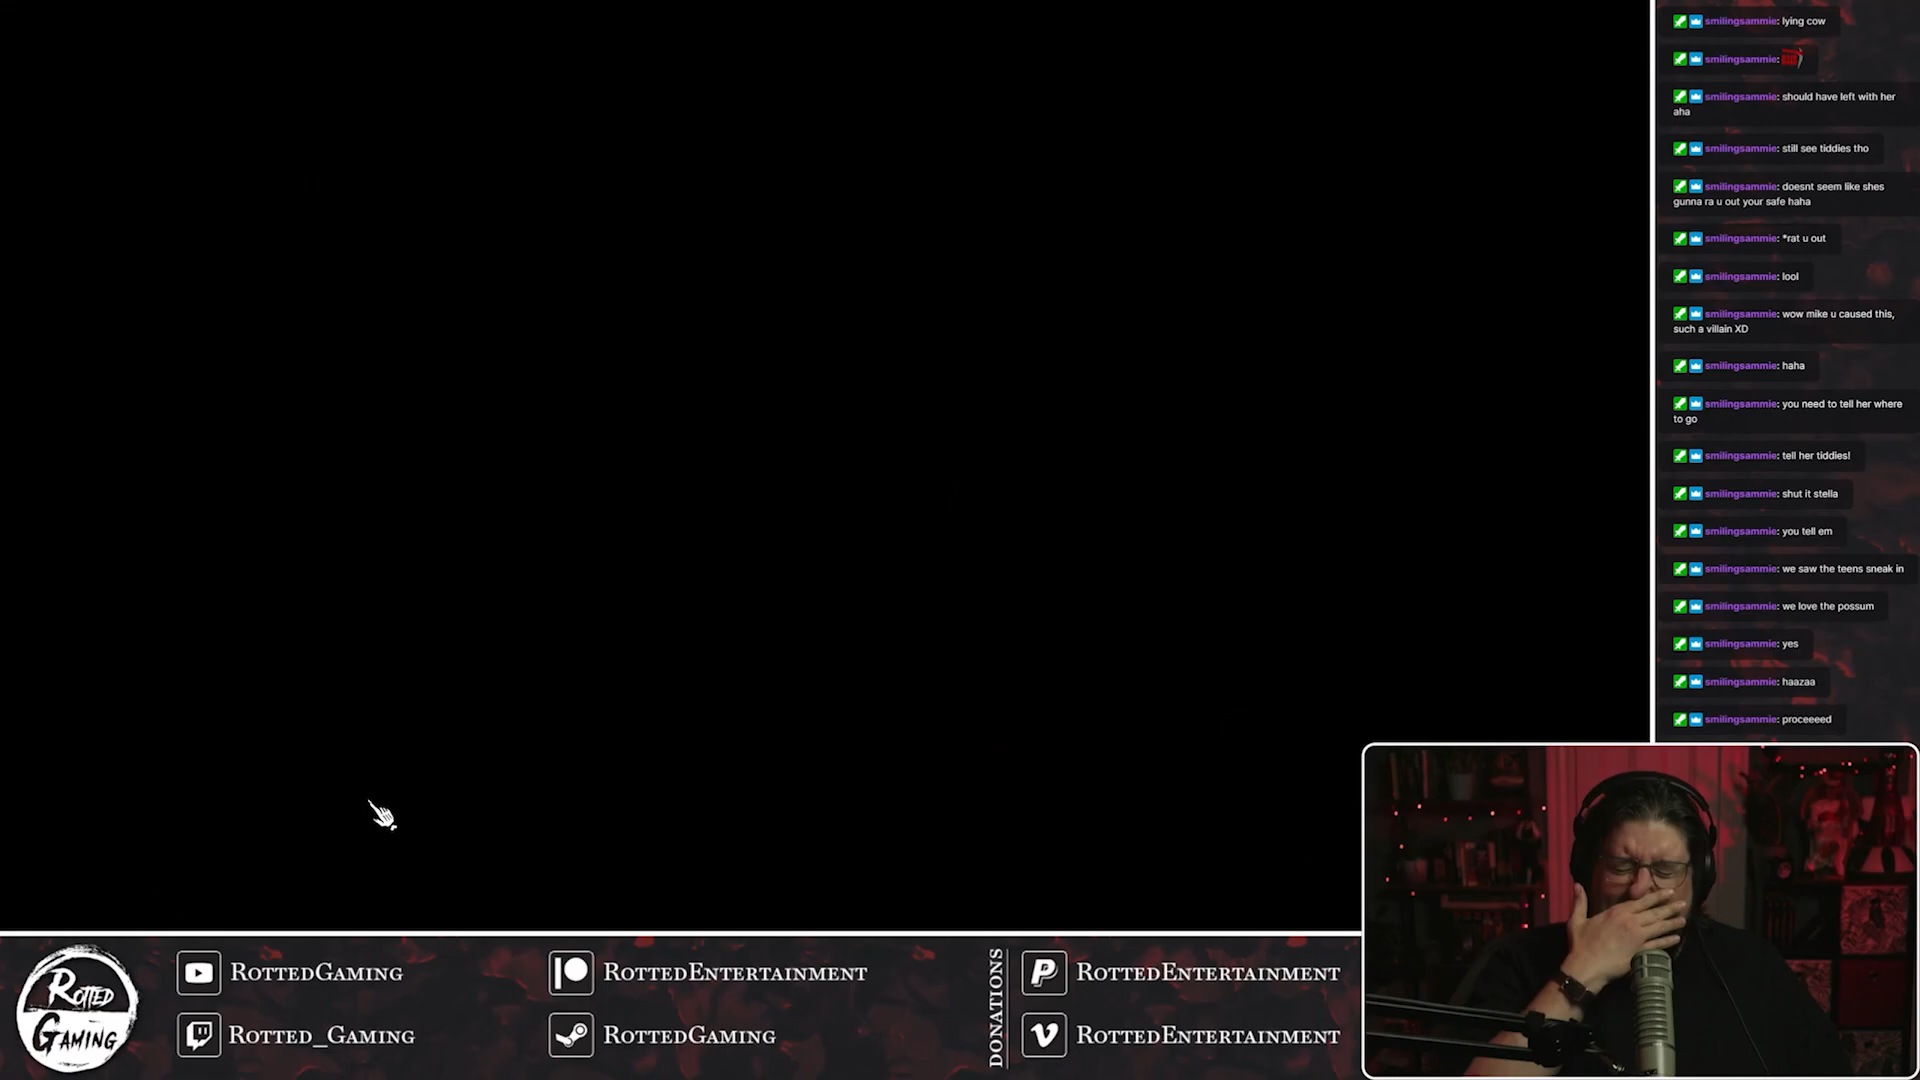 smilingsammie: lying cow
smilingsammie:
smilingsammie: should have left with her
aha
smilingsammie: still see tiddies tho
smilingsammie: doesnt seem like shes
gunna ra u out your safe haha
smilingsammie: *rat u out
smilingsammie: lool
smilingsammie: wow mike u caused this,
such a villain XD
smilingsammie: haha
smilingsammie: you need to tell her where
to go
smilingsammie: tell her tiddies!
smilingsammie: shut it stella
smilingsammie: you tell em
smilingsammie: we saw the teens sneak in
smilingsammie: we love the possum
smilingsammie: yes
smilingsammie: haazaa
smilingsammie: proceeeed
Rotted
Gaming
RottedGaming
Rotted_Gaming
RottedEntertainment
RottedGaming
DONATIONS
RottedEntertainment
RottedEntertainment